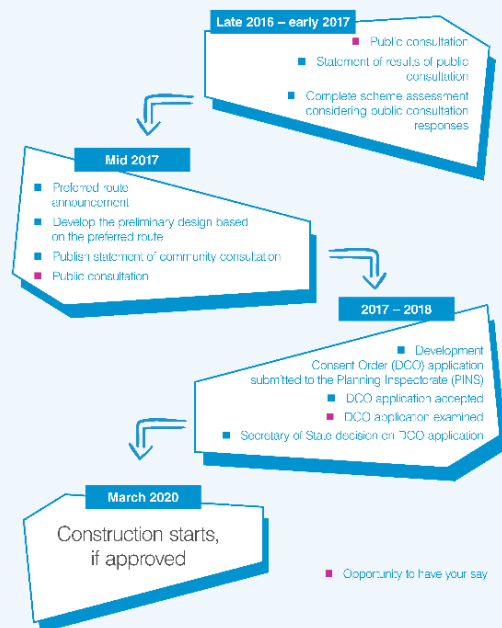 Late 2016 – early 2017
Public consultation
Statement of results of public
consultation
Complete scheme assessment
considering public consultation
responses
Mid 2017
Preferred route
announcement
Develop the preliminary design based
on the preferred route
Publish statement of community consultation
Public consultation
2017 – 2018
Development
Consent Order (DCO) application
submitted to the Planning Inspectorate (PINS)
DCO application accepted
DCO application examined
Secretary of State decision on DCO application
March 2020
Construction starts,
if approved
Opportunity to have your say